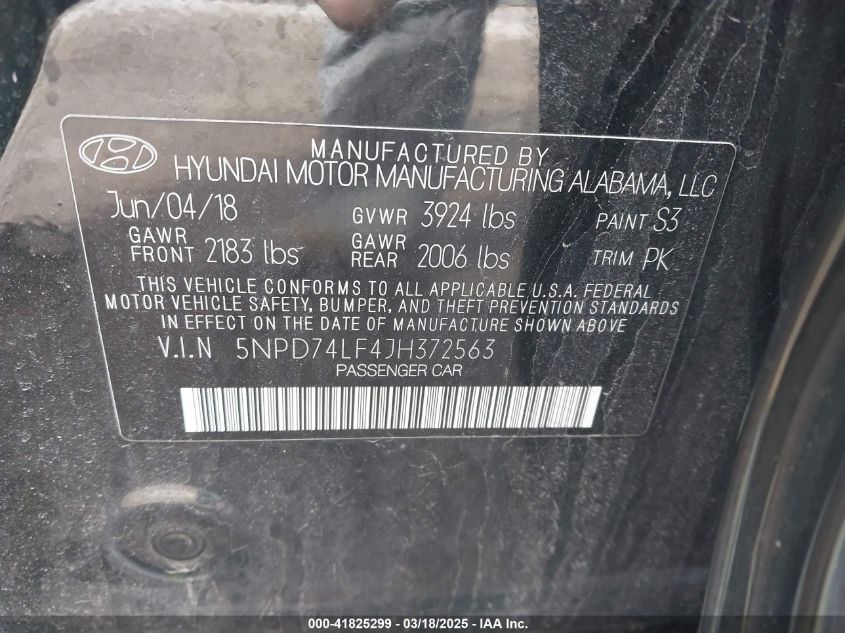 MANUFACTURED BY
HYUNDAI MOTOR MANUFACTURING ALABAMA, LLC
Jun/04/18 GVWR 3924 lbs PAINT S3
GAWR FRONT 2183 lbs GAWR REAR 2006 lbs TRIM PK
THIS VEHICLE CONFORMS TO ALL APPLICABLE U.S.A. FEDERAL
MOTOR VEHICLE SAFETY, BUMPER, AND THEFT PREVENTION STANDARDS
IN EFFECT ON THE DATE OF MANUFACTURE SHOWN ABOVE
V.I.N 5NPD74LF4JH372563
PASSENGER CAR
000-41825299 - 03/18/2025 - IAA Inc.